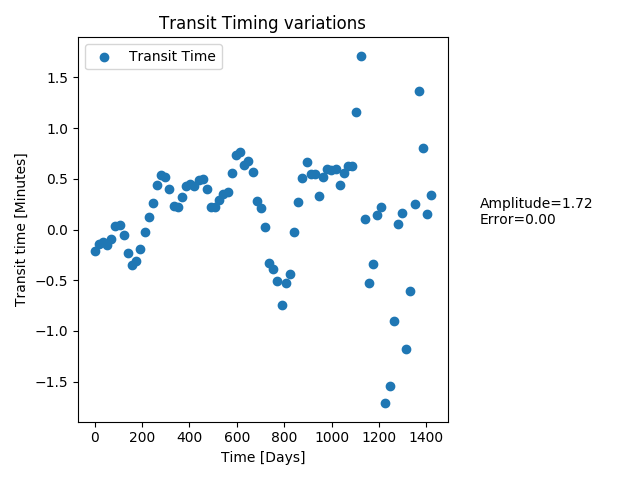 Transit Timing variations
Transit Time
1.5
1.0
0.5
0.0
−0.5
−1.0
−1.5
Transit time [Minutes]
Amplitude=1.72
Error=0.00
0 200 400 600 800 1000 1200 1400
Time [Days]